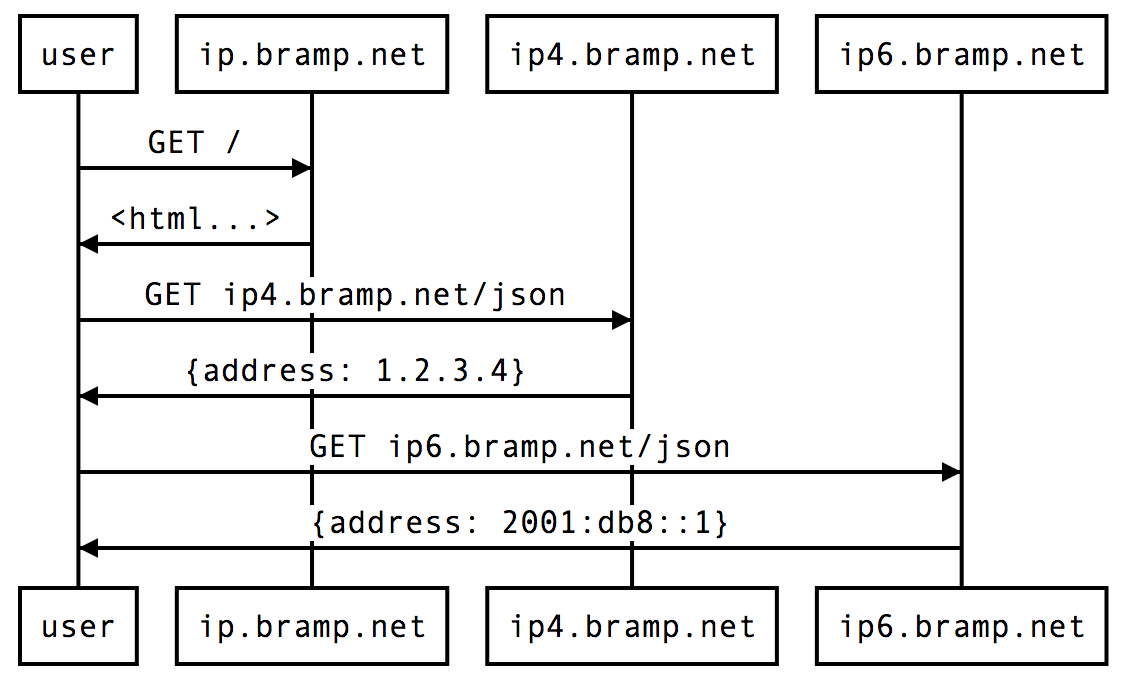 user
ip.bramp.net
ip4.bramp.net
ip6.bramp.net
GET /
<html...>
GET ip4.bramp.net/json
{address: 1.2.3.4}
GET ip6.bramp.net/json
{address: 2001:db8::1}
user
ip.bramp.net
ip4.bramp.net
ip6.bramp.net